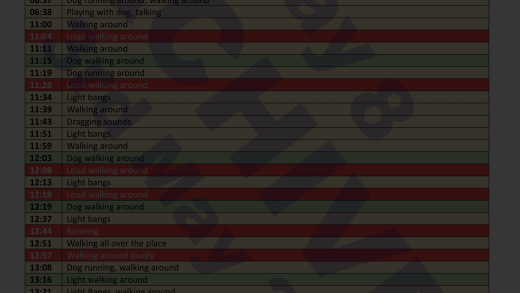 06:37 Dog running around, walking around
06:38 Playing with dog, talking
11:00 Walking around
11:04 Loud walking around
11:11 Walking around
11:15 Dog walking around
11:19 Dog running around
11:28 Loud walking around
11:34 Light bangs
11:39 Walking around
11:43 Dragging sounds
11:51 Light bangs
11:59 Walking around
12:03 Dog walking around
12:08 Loud walking around
12:13 Light bangs
12:18 Loud walking around
12:19 Dog walking around
12:37 Light bangs
12:44 Running
12:51 Walking all over the place
12:57 Walking around loudly
13:08 Dog running, walking around
13:16 Light walking around
13:21 Light Bangs, walking around